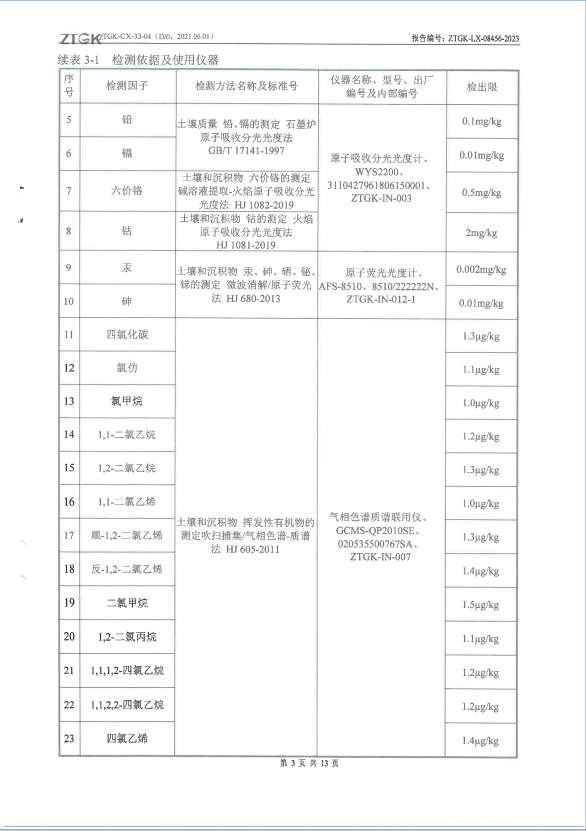 ZTGK ZTGK-CX-33-04（D/0，2021.06.01）
报告编号：ZTGK-LX-08456-2023
续表 3-1 检测依据及使用仪器
序号 检测因子 检测方法名称及标准号 仪器名称、型号、出厂编号及内部编号 检出限
5 铅 0.1mg/kg
土壤质量 铅、镉的测定 石墨炉
原子吸收分光光度法
GB/T 17141-1997
6 镉 0.01mg/kg
原子吸收分光光度计、
WYS2200、
3110427961806150001、
ZTGK-IN-003
7 六价铬 0.5mg/kg
土壤和沉积物 六价铬的测定
碱溶液提取-火焰原子吸收分光
光度法 HJ 1082-2019
8 钴 2mg/kg
土壤和沉积物 钴的测定 火焰
原子吸收分光光度法
HJ 1081-2019
9 汞 0.002mg/kg
土壤和沉积物 汞、砷、硒、铋、
锑的测定 微波消解/原子荧光
法 HJ 680-2013
原子荧光光度计、
AFS-8510、8510/222222N、
ZTGK-IN-012-1
10 砷 0.01mg/kg
11 四氯化碳 1.3μg/kg
12 氯仿 1.1μg/kg
13 氯甲烷 1.0μg/kg
14 1,1-二氯乙烷 1.2μg/kg
15 1,2-二氯乙烷 1.3μg/kg
16 1,1-二氯乙烯 1.0μg/kg
土壤和沉积物 挥发性有机物的
测定吹扫捕集/气相色谱-质谱
法 HJ 605-2011
气相色谱质谱联用仪、
GCMS-QP2010SE、
020535500767SA、
ZTGK-IN-007
17 顺-1,2-二氯乙烯 1.3μg/kg
18 反-1,2-二氯乙烯 1.4μg/kg
19 二氯甲烷 1.5μg/kg
20 1,2-二氯丙烷 1.1μg/kg
21 1,1,1,2-四氯乙烷 1.2μg/kg
22 1,1,2,2-四氯乙烷 1.2μg/kg
23 四氯乙烯 1.4μg/kg
第 3 页 共 13 页